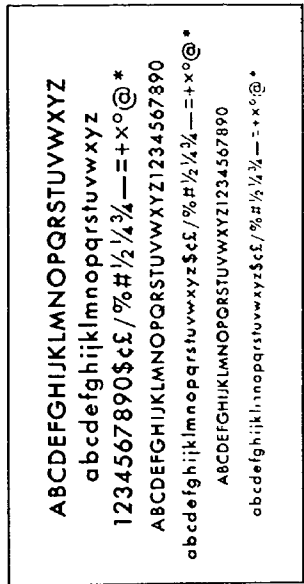 ABCDEFGHIJKLMNOPQRSTUVWXYZ
abcdefghijklmnopqrstuvwxyz
1234567890$¢£/%#½¼¾—=+×º@*
ABCDEFGHIJKLMNOPQRSTUVWXYZ1234567890
abcdefghijklmnopqrstuvwxyz$¢£/%#½¼¾—=+×º@*
ABCDEFGHIJKLMNOPQRSTUVWXYZ1234567890
abcdefghijklmnopqrstuvwxyz$¢£/%#½¼¾—=+×º@*